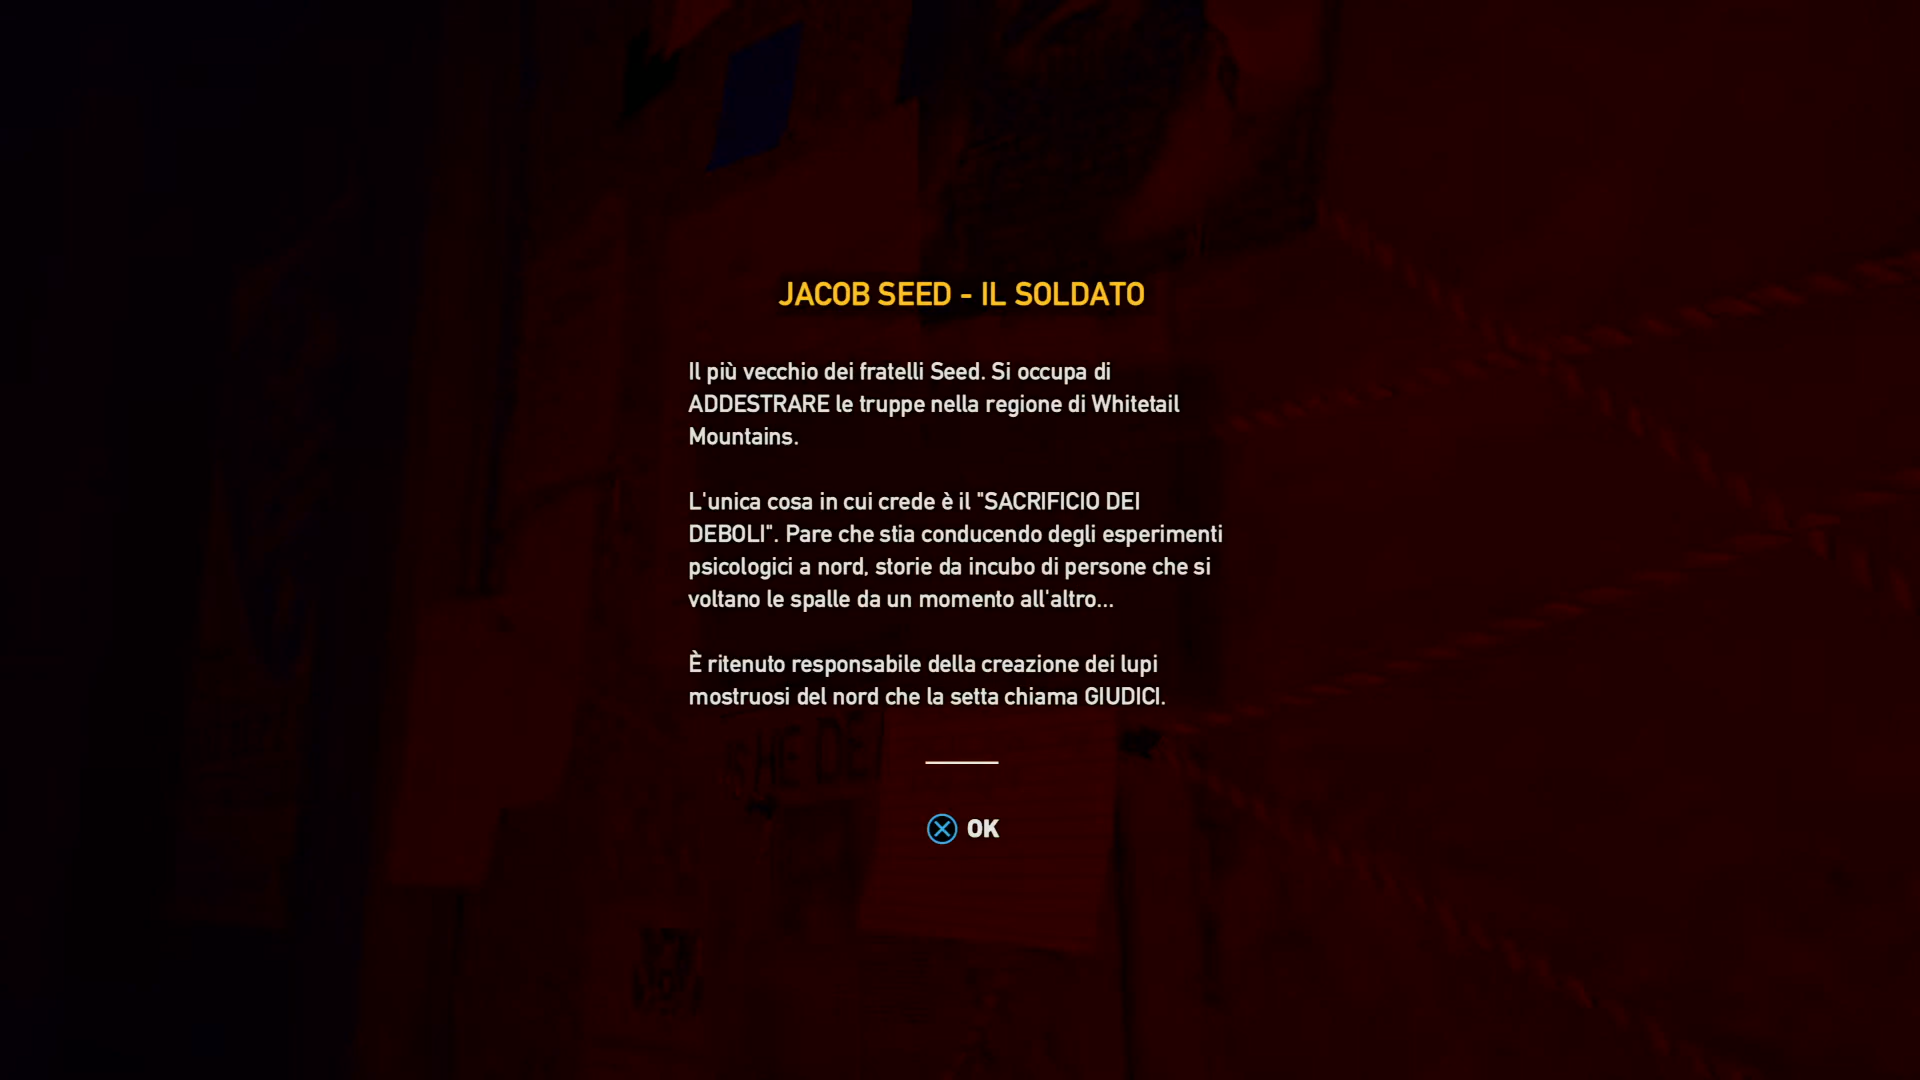 JACOB SEED - IL SOLDATO
Il più vecchio dei fratelli Seed. Si occupa di
ADDESTRARE le truppe nella regione di Whitetail
Mountains.
L'unica cosa in cui crede è il "SACRIFICIO DEI
DEBOLI". Pare che stia conducendo degli esperimenti
psicologici a nord, storie da incubo di persone che si
voltano le spalle da un momento all'altro...
È ritenuto responsabile della creazione dei lupi
mostruosi del nord che la setta chiama GIUDICI.
SHE DE
OK